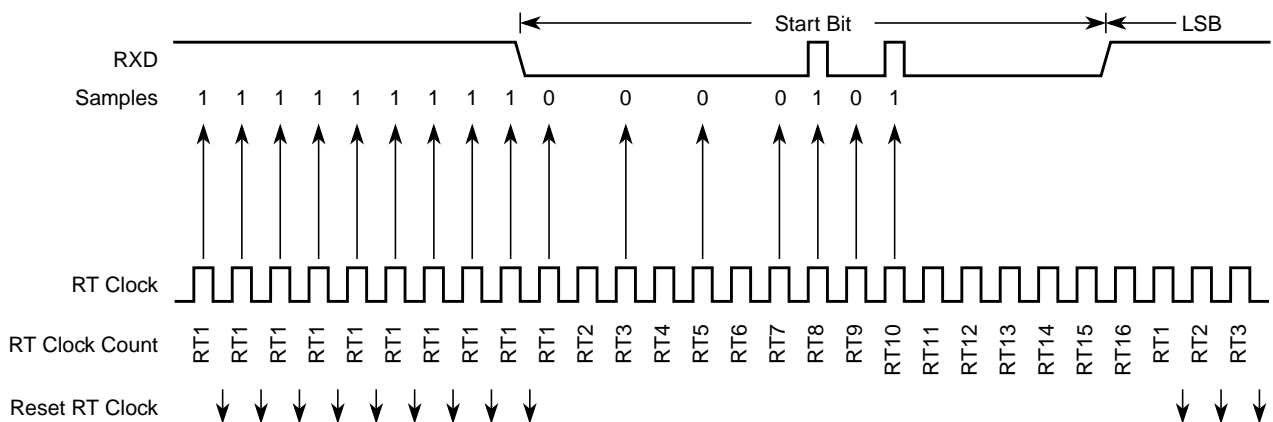 Start Bit LSB
RXD
Samples 1 1 1 1 1 1 1 1 1 0 0 0 0 1 0 1
RT Clock
RT Clock Count RT1 RT1 RT1 RT1 RT1 RT1 RT1 RT1 RT1 RT1 RT2 RT3 RT4 RT5 RT6 RT7 RT8 RT9 RT10 RT11 RT12 RT13 RT14 RT15 RT16 RT1 RT2 RT3
Reset RT Clock